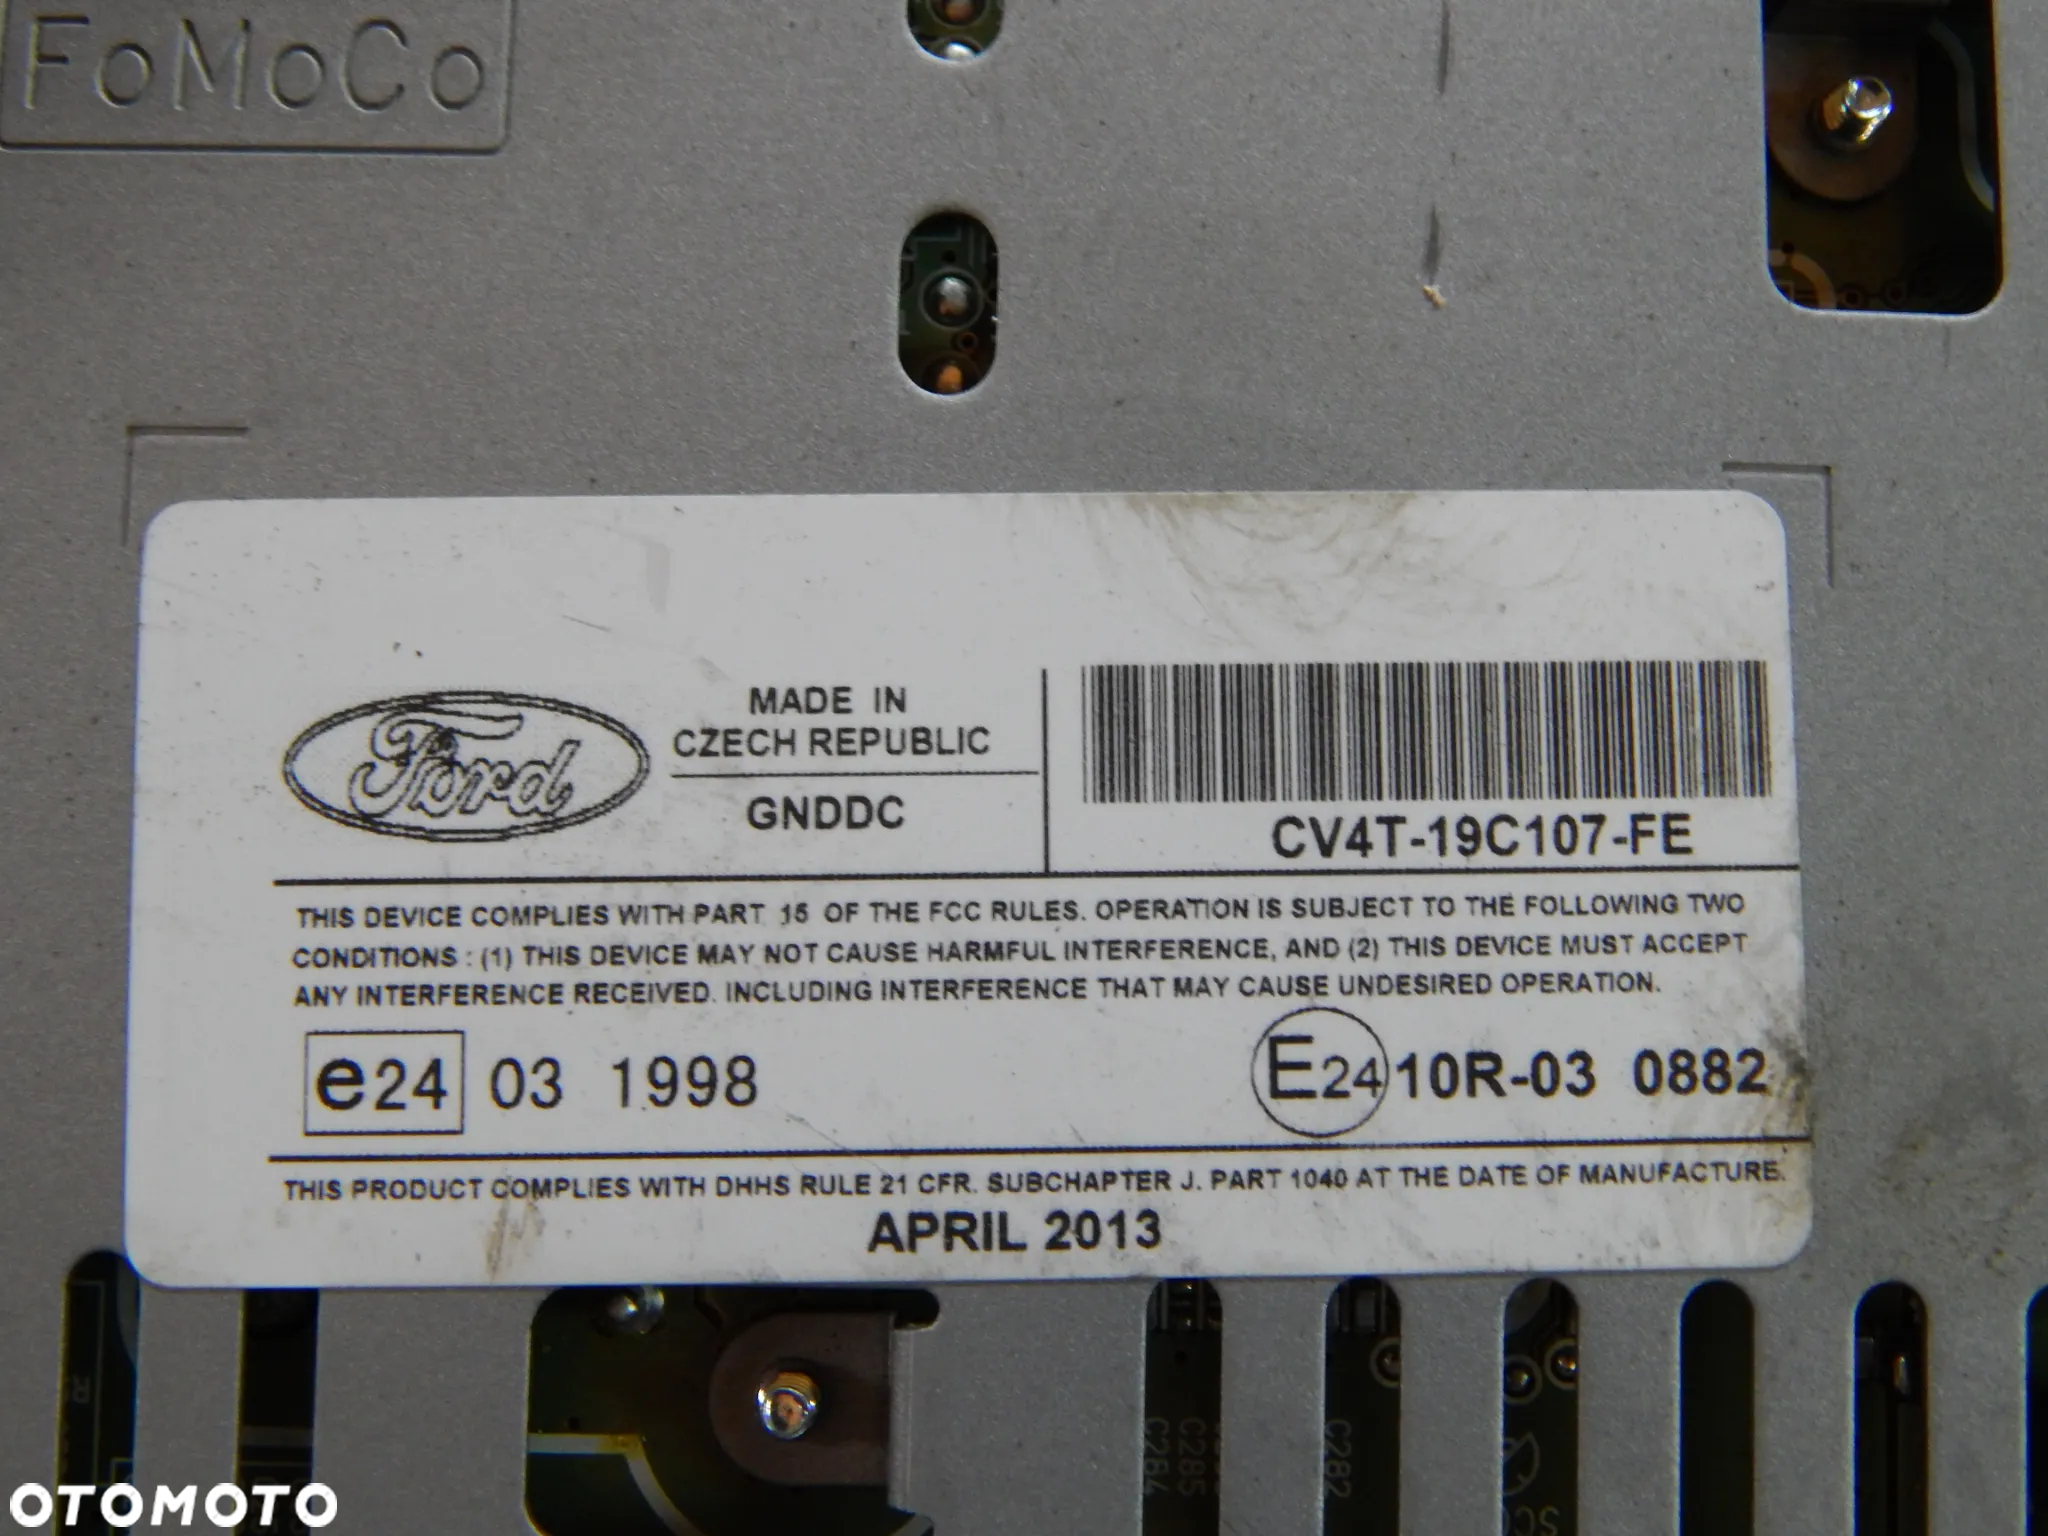 FoMoCo
Ford
MADE IN
CZECH REPUBLIC
GNDDC
CV4T-19C107-FE
THIS DEVICE COMPLIES WITH PART 15 OF THE FCC RULES. OPERATION IS SUBJECT TO THE FOLLOWING TWO
CONDITIONS : (1) THIS DEVICE MAY NOT CAUSE HARMFUL INTERFERENCE, AND (2) THIS DEVICE MUST ACCEPT
ANY INTERFERENCE RECEIVED. INCLUDING INTERFERENCE THAT MAY CAUSE UNDESIRED OPERATION.
e24 03 1998
E24 10R-03 0882
THIS PRODUCT COMPLIES WITH DHHS RULE 21 CFR. SUBCHAPTER J. PART 1040 AT THE DATE OF MANUFACTURE.
APRIL 2013
C284
C285
C282
OTOMOTO